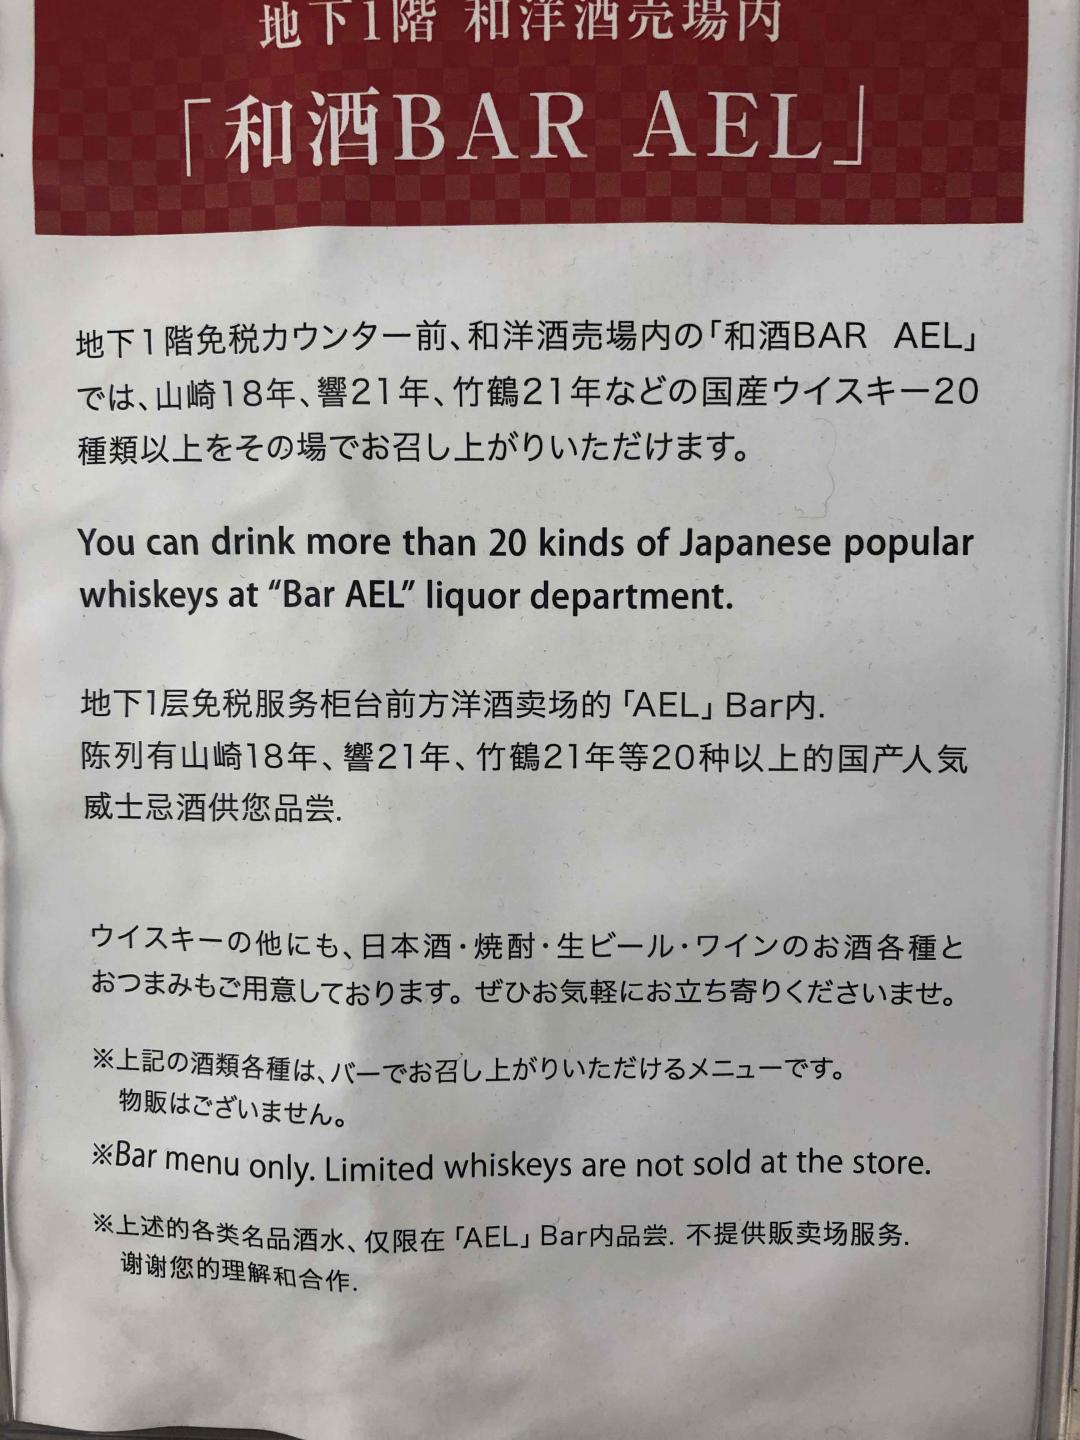 地下1階 和洋酒売場内
「和酒BAR AEL」
地下1階免税カウンター前、和洋酒売場内の「和酒BAR AEL」
では、山崎18年、響21年、竹鶴21年などの国産ウイスキー20
種類以上をその場でお召し上がりいただけます。
You can drink more than 20 kinds of Japanese popular
whiskeys at “Bar AEL” liquor department.
地下1层免税服务柜台前方洋酒卖场的「AEL」Bar内.
陈列有山崎18年、響21年、竹鶴21年等20种以上的国产人気
威士忌酒供您品尝.
ウイスキーの他にも、日本酒・焼酎・生ビール・ワインのお酒各種と
おつまみもご用意しております。ぜひお気軽にお立ち寄りくださいませ。
※上記の酒類各種は、バーでお召し上がりいただけるメニューです。
物販はございません。
※Bar menu only. Limited whiskeys are not sold at the store.
※上述的各类名品酒水、仅限在「AEL」Bar内品尝. 不提供販卖场服务.
谢谢您的理解和合作.